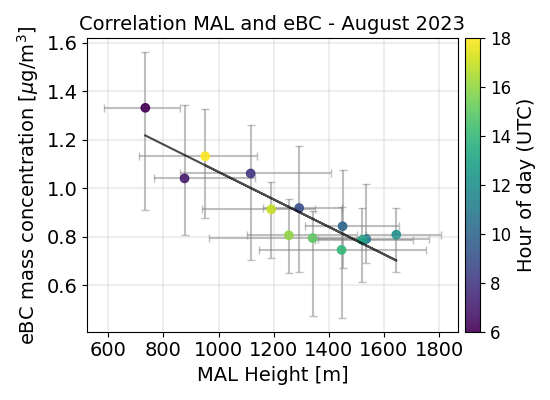 Correlation MAL and eBC - August 2023
eBC mass concentration [μg/m³]
1.6
1.4
1.2
1.0
0.8
0.6
600 800 1000 1200 1400 1600 1800
MAL Height [m]
18
16
14
12
10
8
6
Hour of day (UTC)